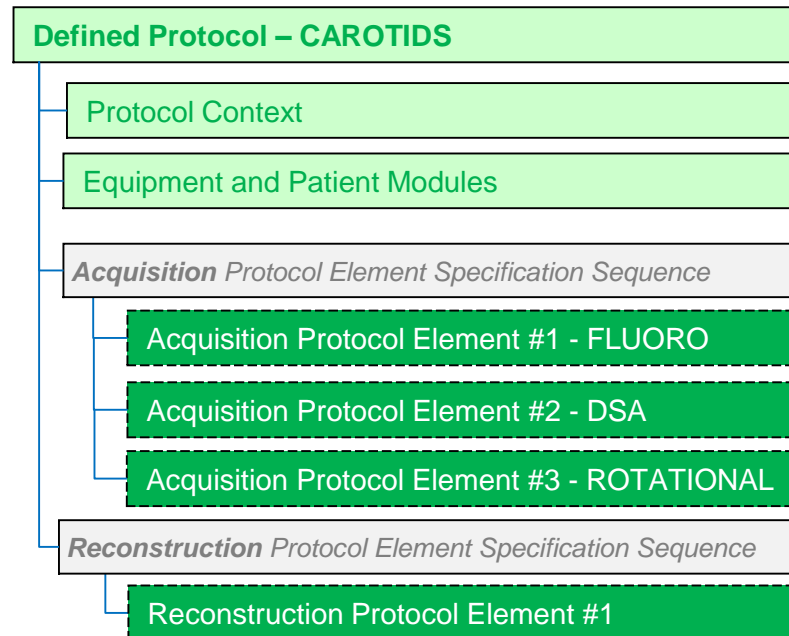 Defined Protocol – CAROTIDS
Protocol Context
Equipment and Patient Modules
Acquisition Protocol Element Specification Sequence
Acquisition Protocol Element #1 - FLUORO
Acquisition Protocol Element #2 - DSA
Acquisition Protocol Element #3 - ROTATIONAL
Reconstruction Protocol Element Specification Sequence
Reconstruction Protocol Element #1